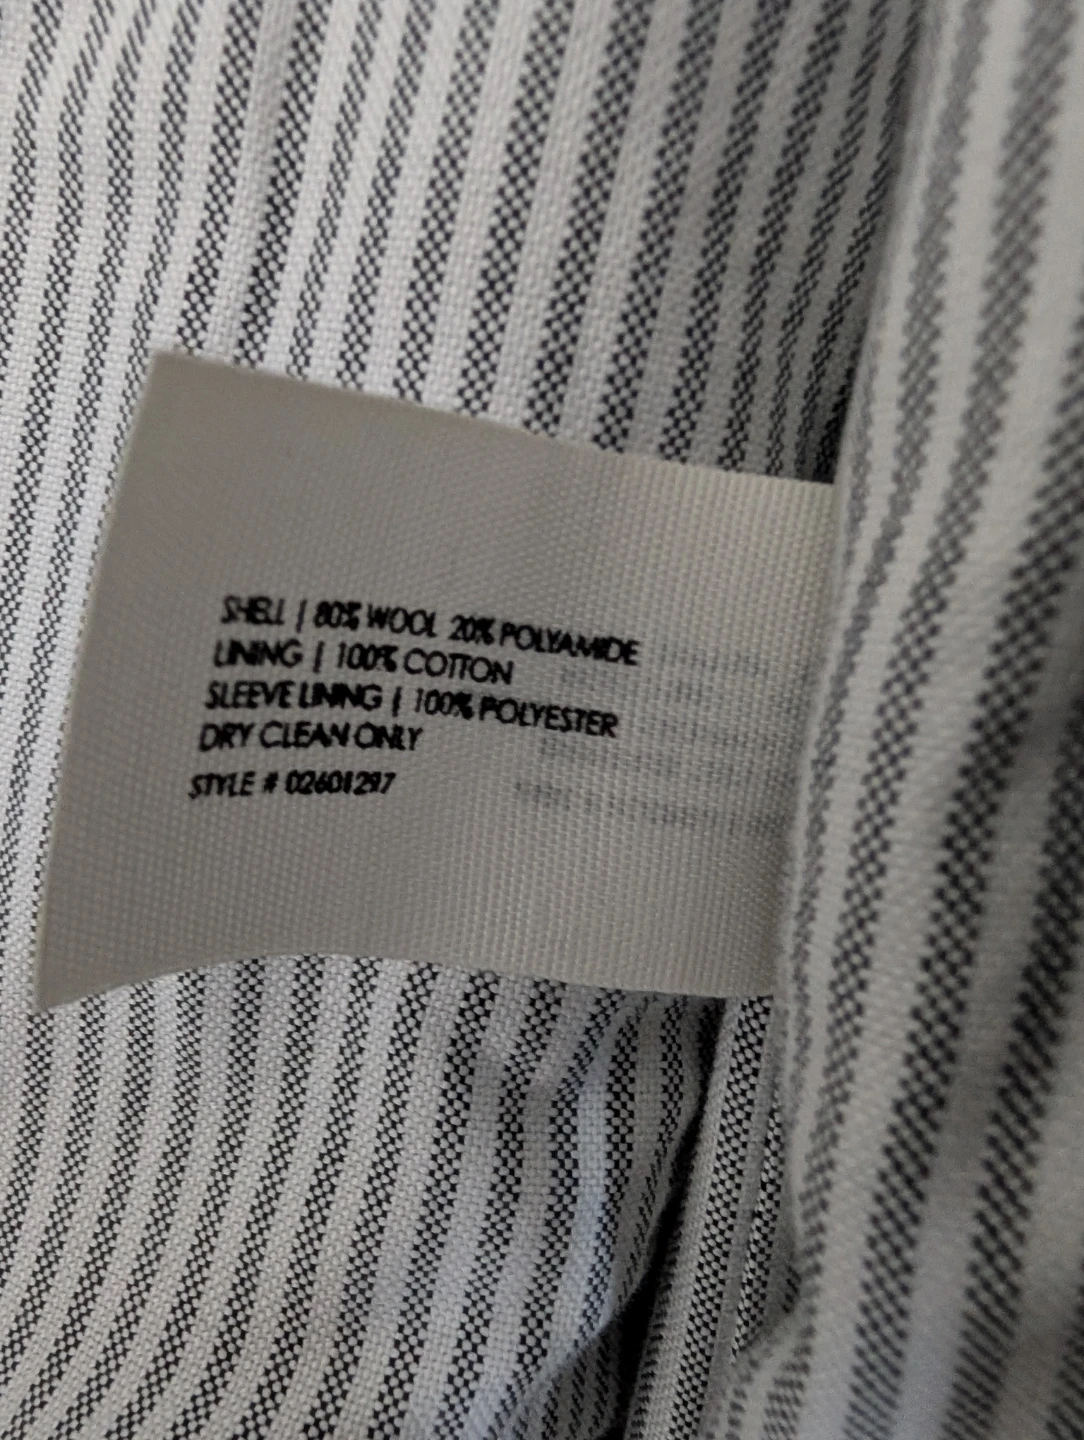 SHELL | 80% WOOL 20% POLYAMIDE
LINING | 100% COTTON
SLEEVE LINING | 100% POLYESTER
DRY CLEAN ONLY
STYLE # 02601297